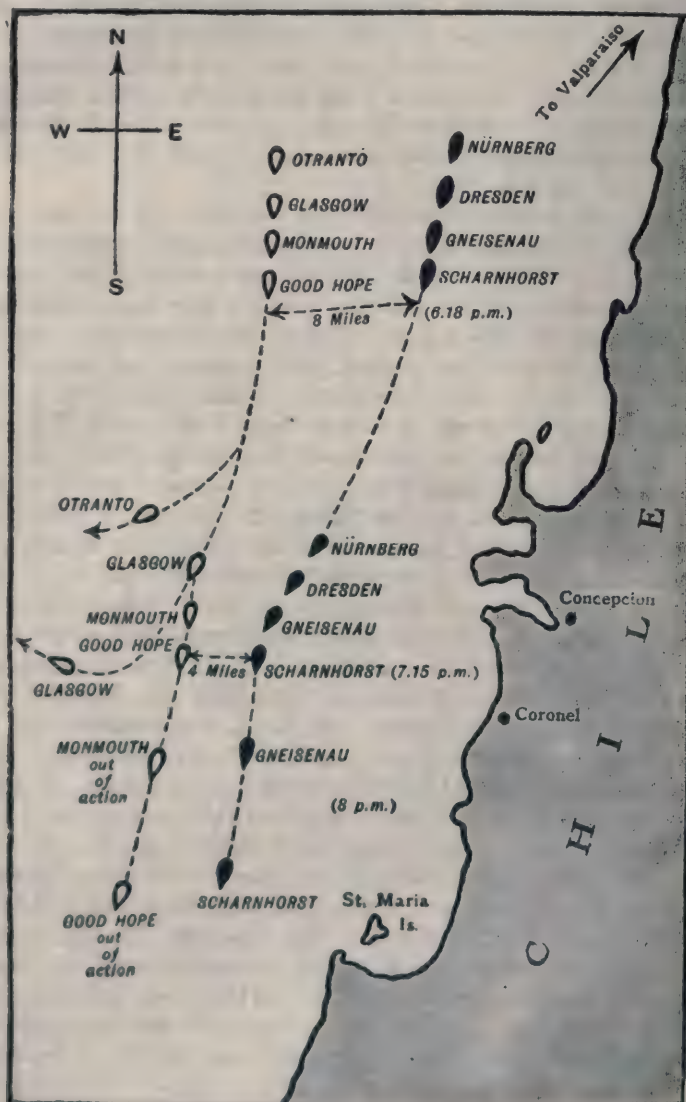 N
To Valparaiso
W E
S
OTRANTO
NÜRNBERG
GLASGOW
DRESDEN
MONMOUTH
GNEISENAU
GOOD HOPE
SCHARNHORST
8 Miles
(6.18 p.m.)
OTRANTO
GLASGOW
NÜRNBERG
DRESDEN
MONMOUTH
GNEISENAU
GOOD HOPE
4 Miles
SCHARNHORST (7.15 p.m.)
GLASGOW
Concepcion
Coronel
CHILE
MONMOUTH
out
of
action
GNEISENAU
(8 p.m.)
SCHARNHORST
GOOD HOPE
out
of
action
St. Maria
Is.